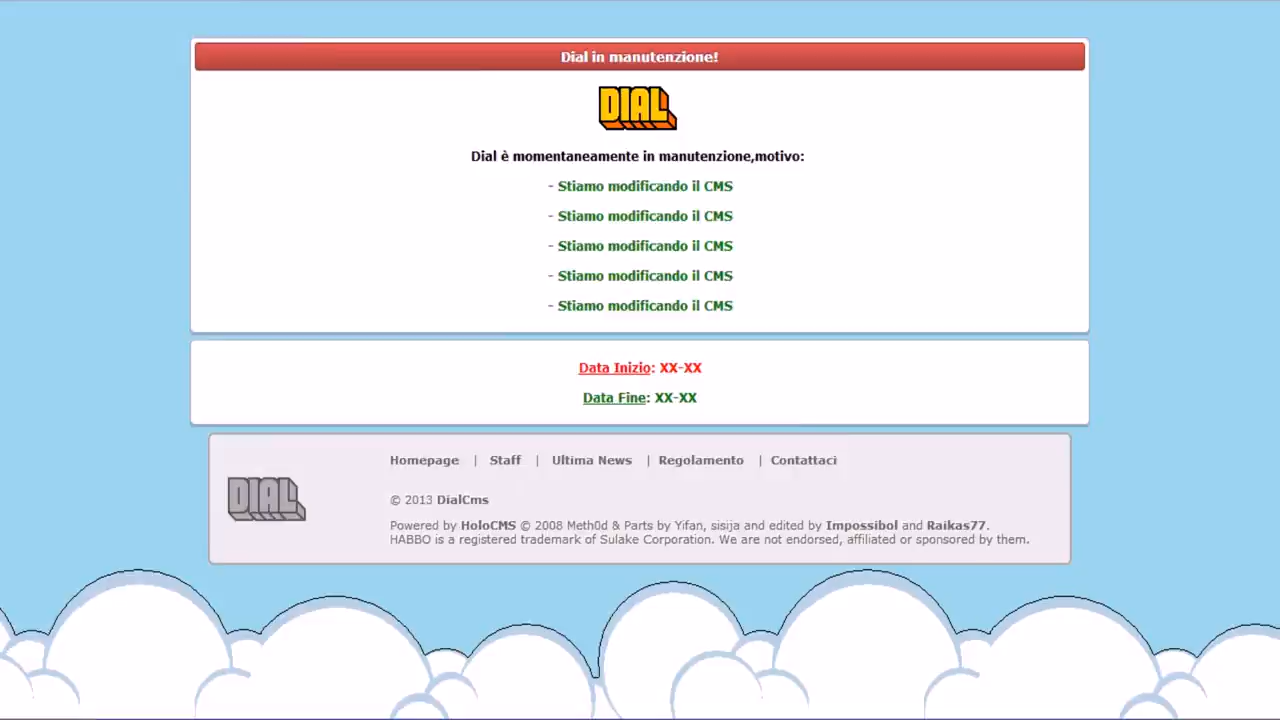 Dial in manutenzione!
DIAL
Dial è momentaneamente in manutenzione,motivo:
- Stiamo modificando il CMS
- Stiamo modificando il CMS
- Stiamo modificando il CMS
- Stiamo modificando il CMS
- Stiamo modificando il CMS
Data Inizio: XX-XX
Data Fine: XX-XX
DIAL
Homepage | Staff | Ultima News | Regolamento | Contattaci
© 2013 DialCms
Powered by HoloCMS © 2008 Meth0d & Parts by Yifan, sisija and edited by Impossibol and Raikas77.
HABBO is a registered trademark of Sulake Corporation. We are not endorsed, affiliated or sponsored by them.